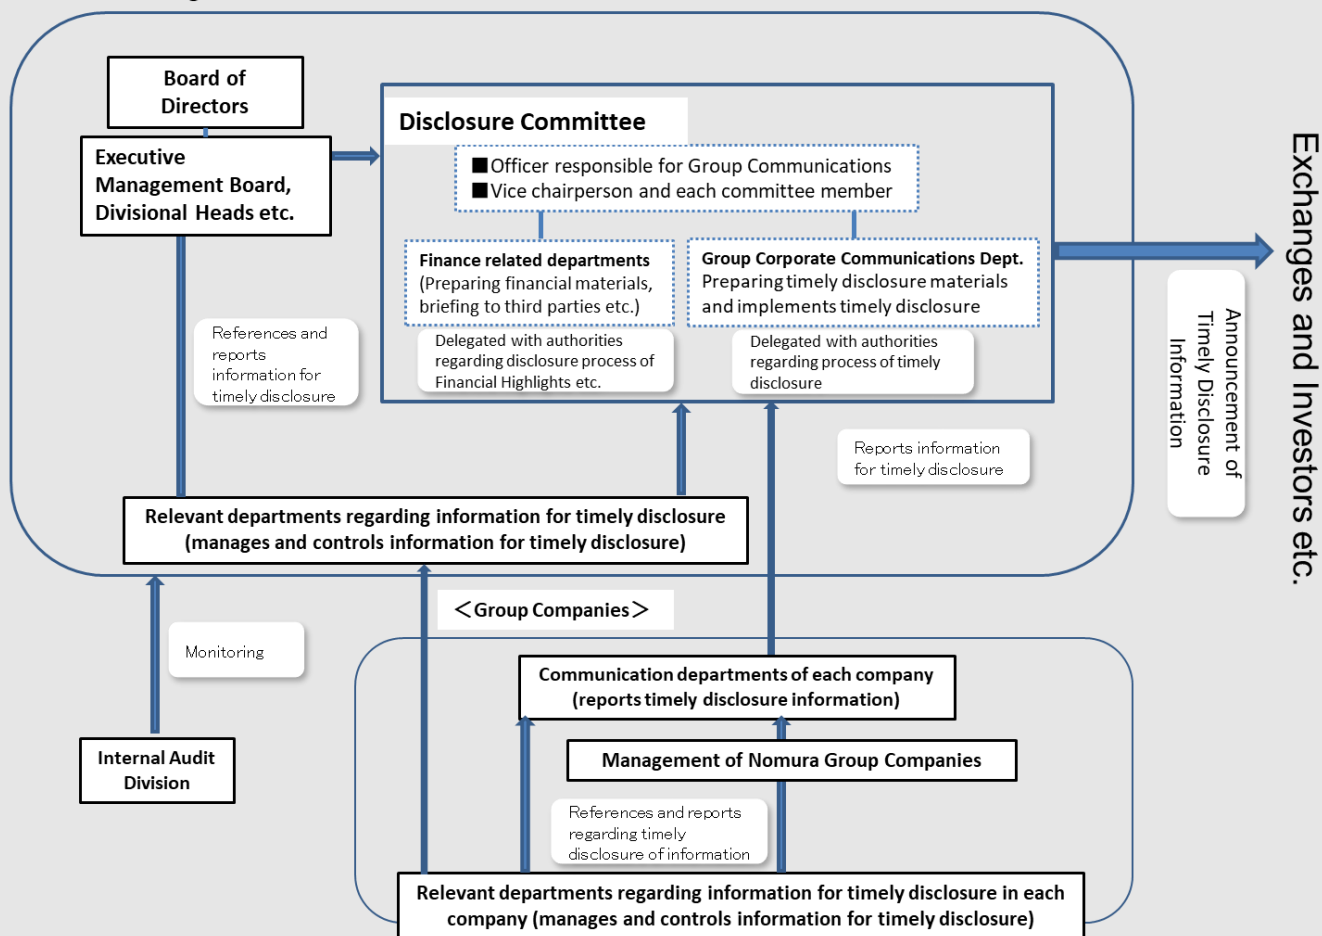 Board of
Directors
Executive
Management Board,
Divisional Heads etc.
Disclosure Committee
■Officer responsible for Group Communications
■Vice chairperson and each committee member
Finance related departments
(Preparing financial materials,
briefing to third parties etc.)
Group Corporate Communications Dept.
Preparing timely disclosure materials
and implements timely disclosure
Delegated with authorities
regarding disclosure process of
Financial Highlights etc.
Delegated with authorities
regarding process of timely
disclosure
References and
reports
information for
timely disclosure
Reports information
for timely disclosure
Exchanges and Investors etc.
Announcement of
Timely Disclosure
Information
Relevant departments regarding information for timely disclosure
(manages and controls information for timely disclosure)
<Group Companies>
Monitoring
Internal Audit
Division
Communication departments of each company
(reports timely disclosure information)
Management of Nomura Group Companies
References and reports
regarding timely
disclosure of information
Relevant departments regarding information for timely disclosure in each
company (manages and controls information for timely disclosure)